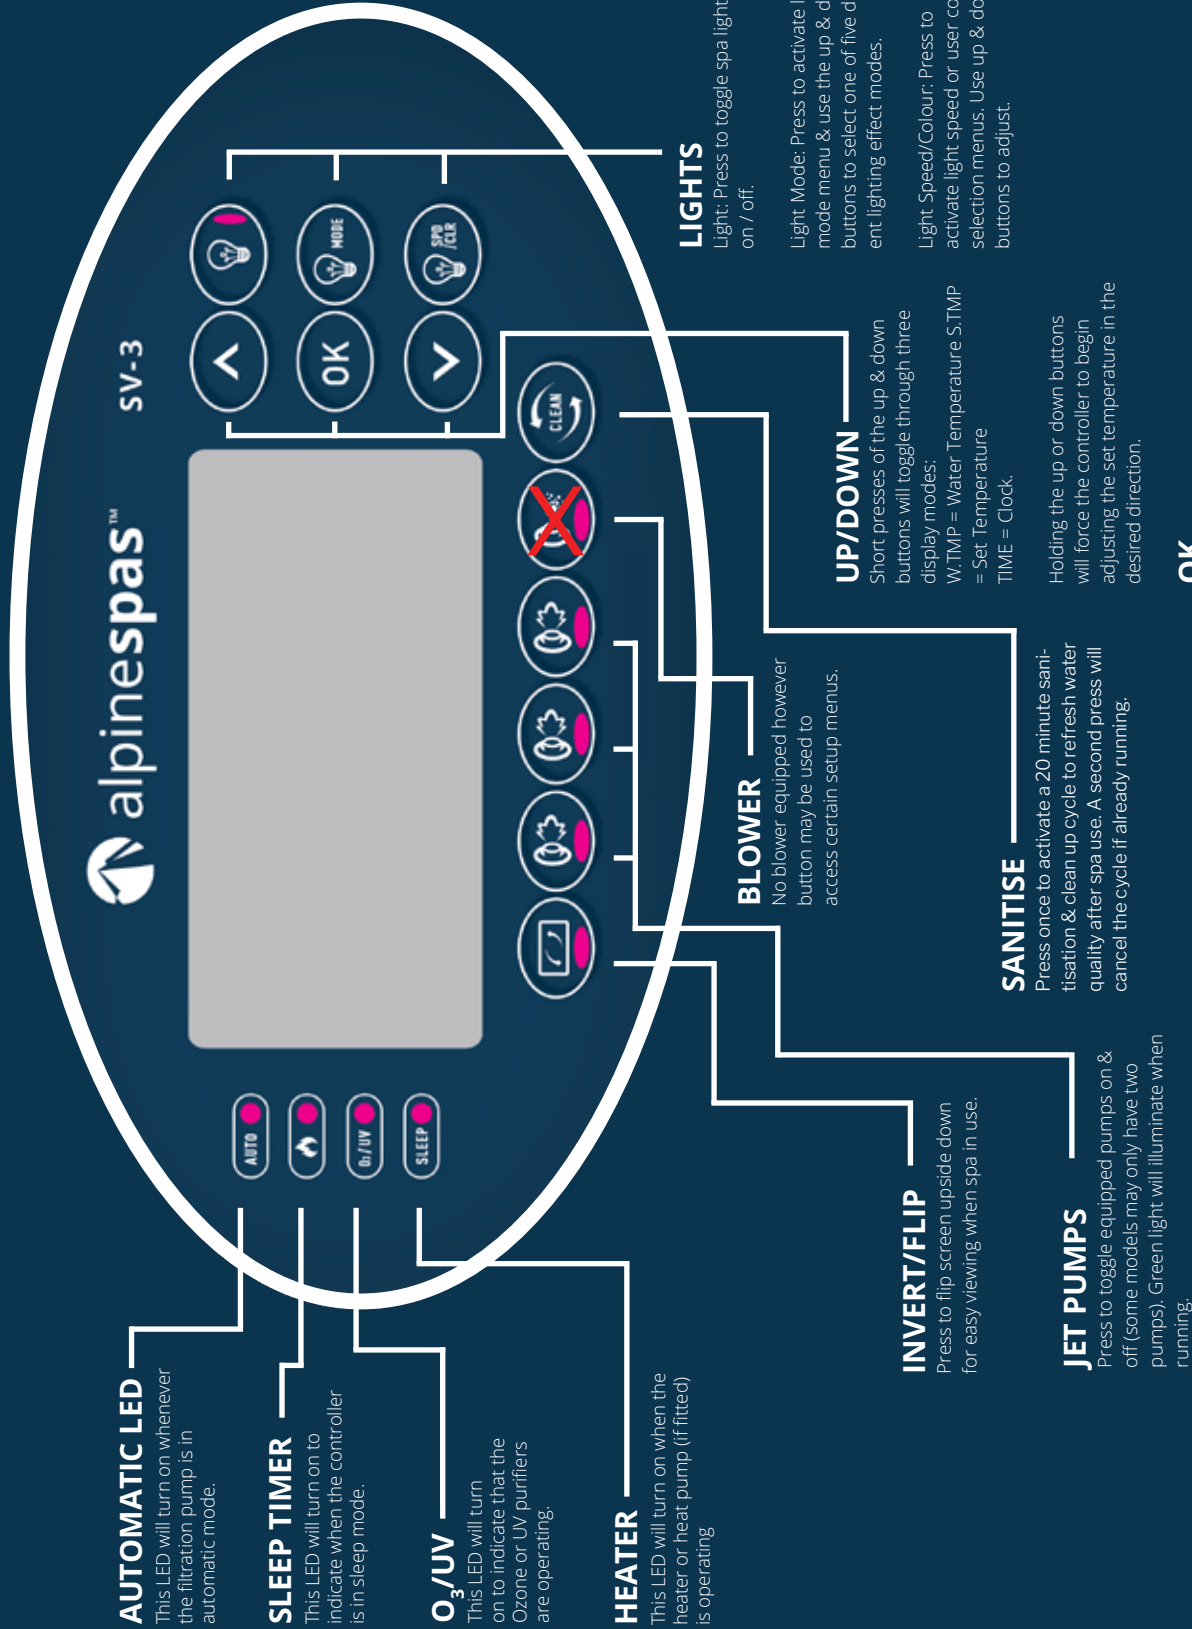 alpinespas™
SV-3
AUTO
O₃/UV
SLEEP
OK
MODE
SPD
/CLR
CLEAN
AUTOMATIC LED
This LED will turn on whenever
the filtration pump is in
automatic mode.
SLEEP TIMER
This LED will turn on to
indicate when the controller
is in sleep mode.
O₃/UV
This LED will turn
on to indicate that the
Ozone or UV purifiers
are operating.
HEATER
This LED will turn on when the
heater or heat pump (if fitted)
is operating
INVERT/FLIP
Press to flip screen upside down
for easy viewing when spa in use.
JET PUMPS
Press to toggle equipped pumps on &
off (some models may only have two
pumps). Green light will illuminate when
running.
BLOWER
No blower equipped however
button may be used to
access certain setup menus.
SANITISE
Press once to activate a 20 minute sani-
tisation & clean up cycle to refresh water
quality after spa use. A second press will
cancel the cycle if already running.
UP/DOWN
Short presses of the up & down
buttons will toggle through three
display modes:
W.TMP = Water Temperature S.TMP
= Set Temperature
TIME = Clock.
Holding the up or down buttons
will force the controller to begin
adjusting the set temperature in the
desired direction.
OK
LIGHTS
Light: Press to toggle spa light
on / off.
Light Mode: Press to activate
mode menu & use the up &
buttons to select one of five
ent lighting effect modes.
Light Speed/Colour: Press to
activate light speed or user
selection menus. Use up &
buttons to adjust.